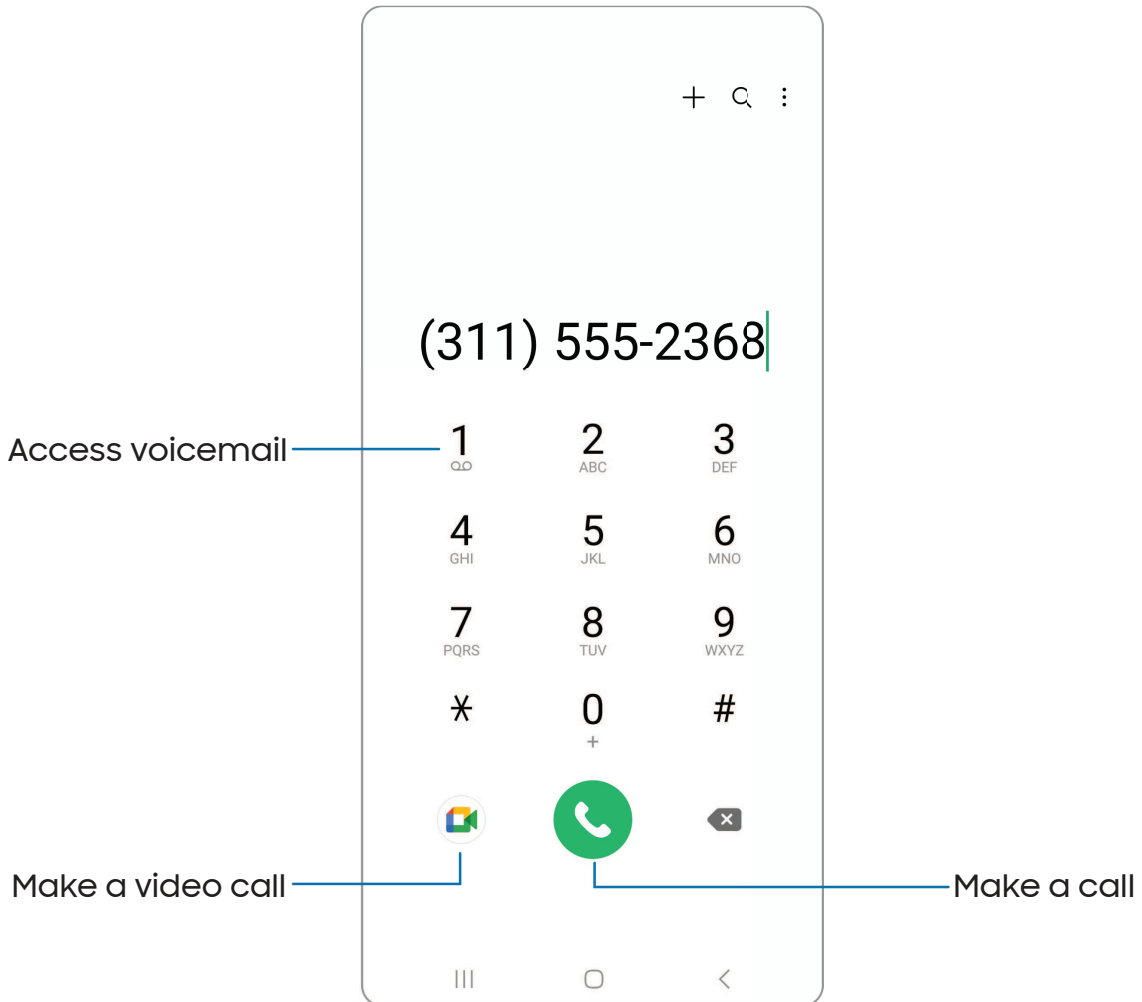 (311) 555-2368
Access voicemail
1 2 3
ABC DEF
4 5 6
GHI JKL MNO
7 8 9
PQRS TUV WXYZ
* 0 #
+
Make a video call
Make a call